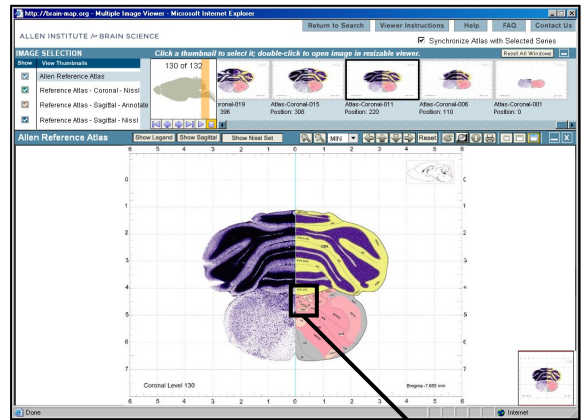 http://brain-map.org - Multiple Image Viewer - Microsoft Internet Explorer
Return to Search Viewer Instructions Help FAQ Contact Us
ALLEN INSTITUTE for BRAIN SCIENCE
Synchronize Atlas with Selected Series
IMAGE SELECTION Click a thumbnail to select it; double-click to open image in resizable viewer. Reset All Windows
Show View Thumbnails
130 of 132
Allen Reference Atlas
Reference Atlas - Coronal - Nissl
Reference Atlas - Sagittal - Annotate
Reference Atlas - Sagittal - Nissl
oronal-019 Atlas-Coronal-015 Atlas-Coronal-011 Atlas-Coronal-006 Atlas-Coronal-001
396 Position: 308 Position: 220 Position: 110 Position: 0
Allen Reference Atlas Show Legend Show Sagittal Show Nissl Set MIN Reset
6 5 4 3 2 1 0 1 2 3 4 5 6
0 0
1 1
2 2
3 3
4 4
5 5
6 6
7 7
Coronal Level 130 Bregma -7.655 mm
6 5 4 3 2 1 0 1 2 3 4
Done Internet